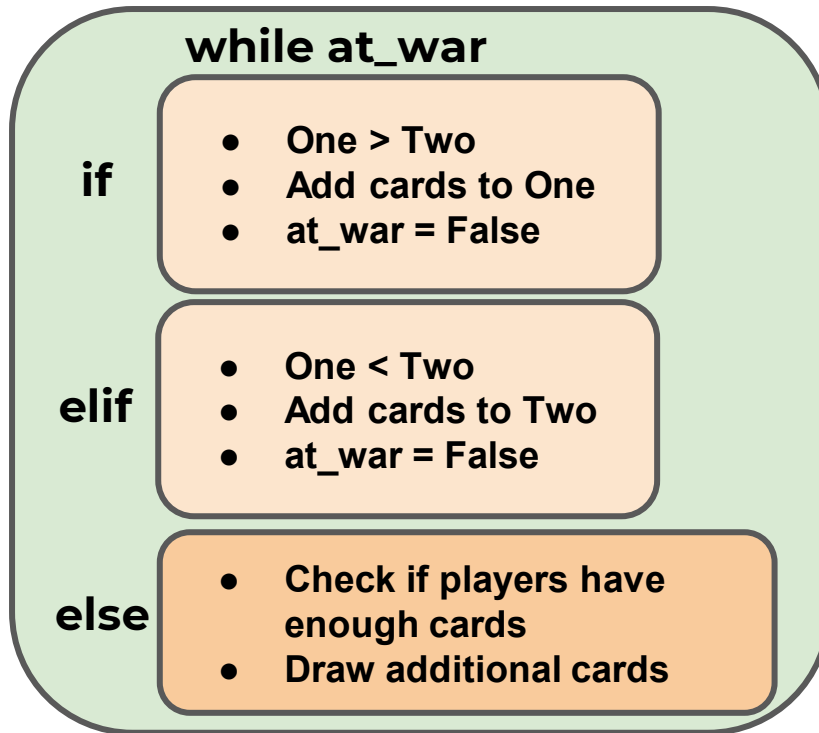 while at_war
if
● One > Two
● Add cards to One
● at_war = False
elif
● One < Two
● Add cards to Two
● at_war = False
else
● Check if players have
enough cards
● Draw additional cards